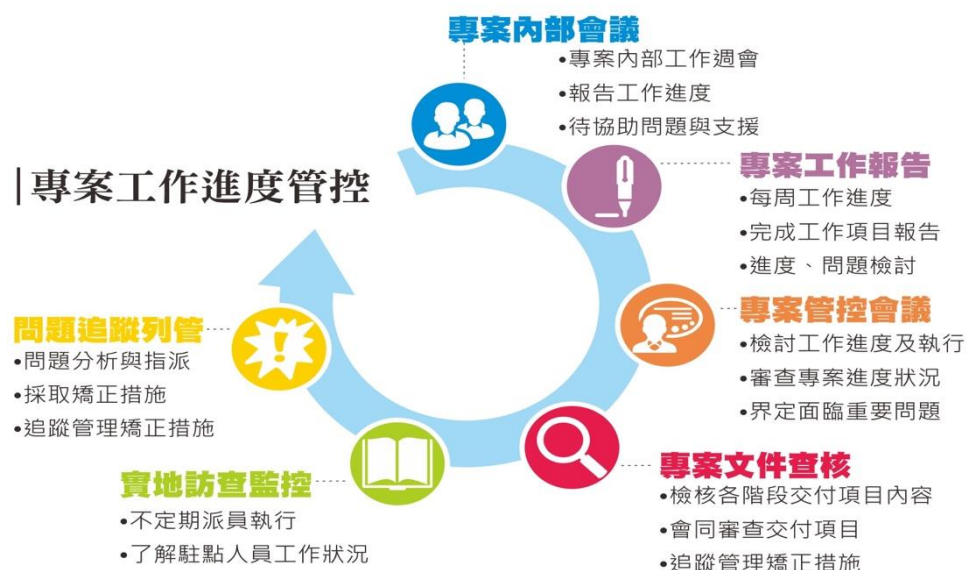 專案內部會議
•專案內部工作週會
•報告工作進度
•待協助問題與支援
|專案工作進度管控
專案工作報告
•每周工作進度
•完成工作項目報告
•進度、問題檢討
專案管控會議
•檢討工作進度及執行
•審查專案進度狀況
•界定面臨重要問題
專案文件查核
•檢核各階段交付項目內容
•會同審查交付項目
•追蹤管理矯正措施
實地訪查監控
•不定期派員執行
•了解駐點人員工作狀況
問題追蹤列管
•問題分析與指派
•採取矯正措施
•追蹤管理矯正措施